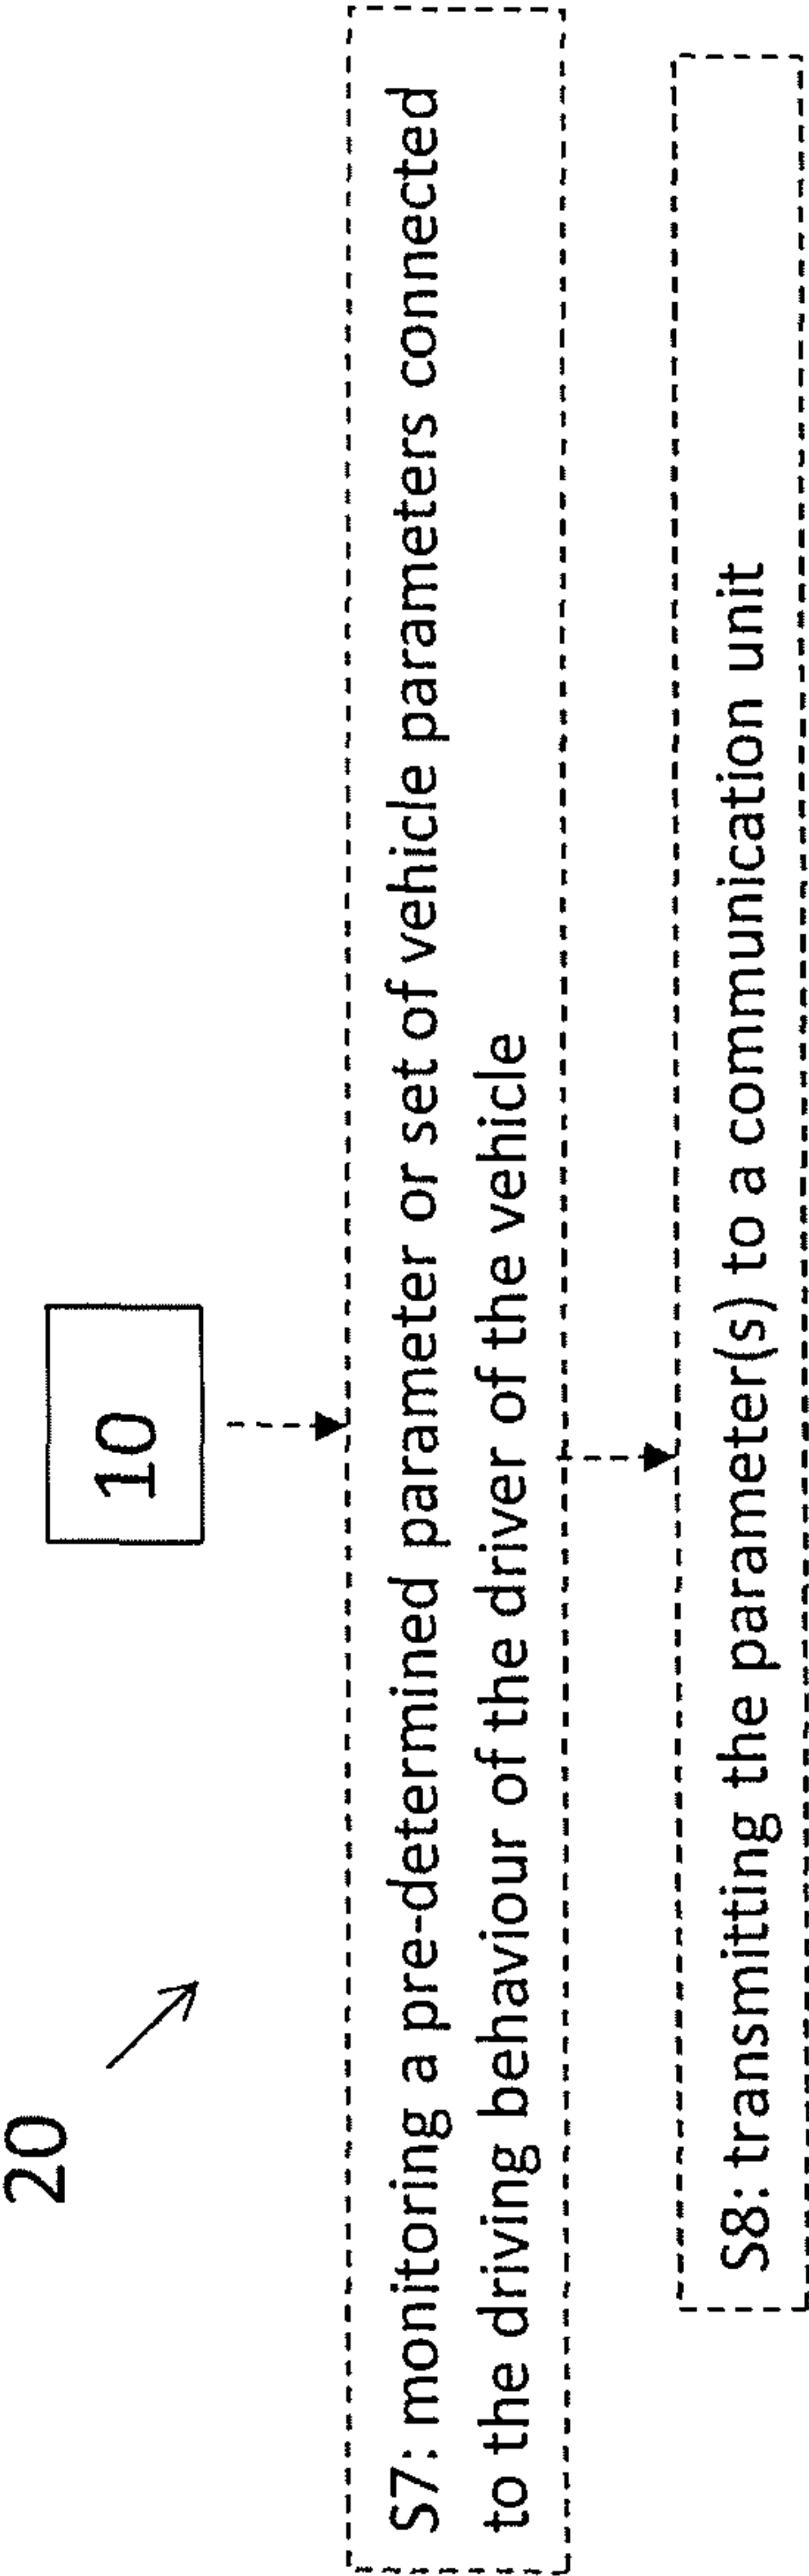 20
10
S7: monitoring a pre-determined parameter or set of vehicle parameters connected
to the driving behaviour of the driver of the vehicle
S8: transmitting the parameter(s) to a communication unit